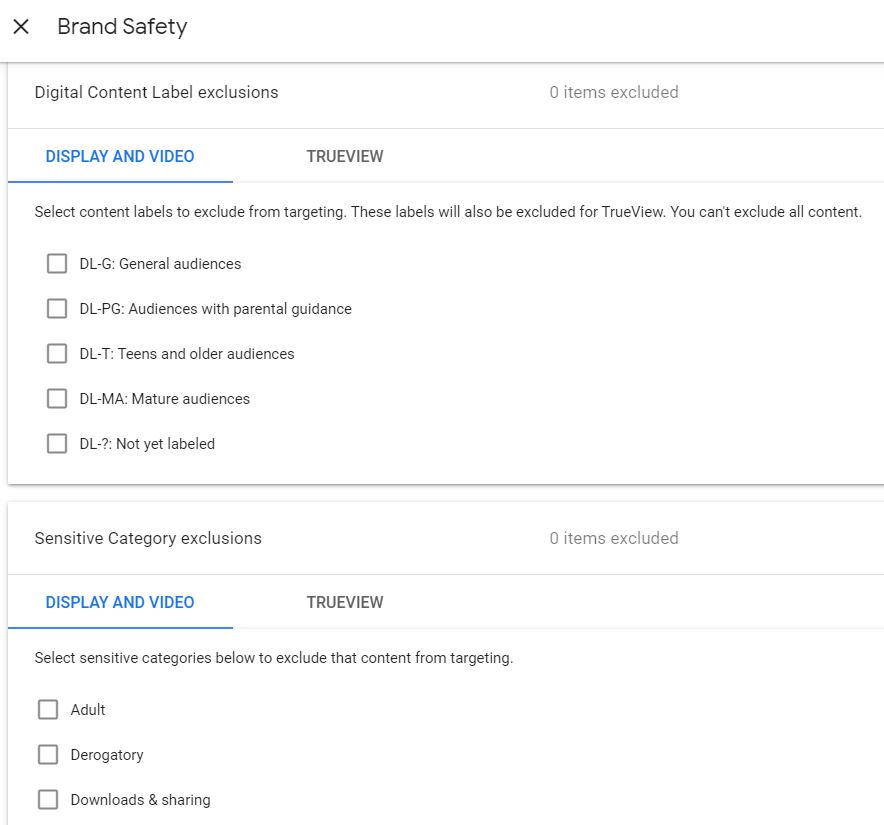 Brand Safety
Digital Content Label exclusions 0 items excluded
DISPLAY AND VIDEO TRUEVIEW
Select content labels to exclude from targeting. These labels will also be excluded for TrueView. You can't exclude all content.
DL-G: General audiences
DL-PG: Audiences with parental guidance
DL-T: Teens and older audiences
DL-MA: Mature audiences
DL-?: Not yet labeled
Sensitive Category exclusions 0 items excluded
DISPLAY AND VIDEO TRUEVIEW
Select sensitive categories below to exclude that content from targeting.
Adult
Derogatory
Downloads & sharing